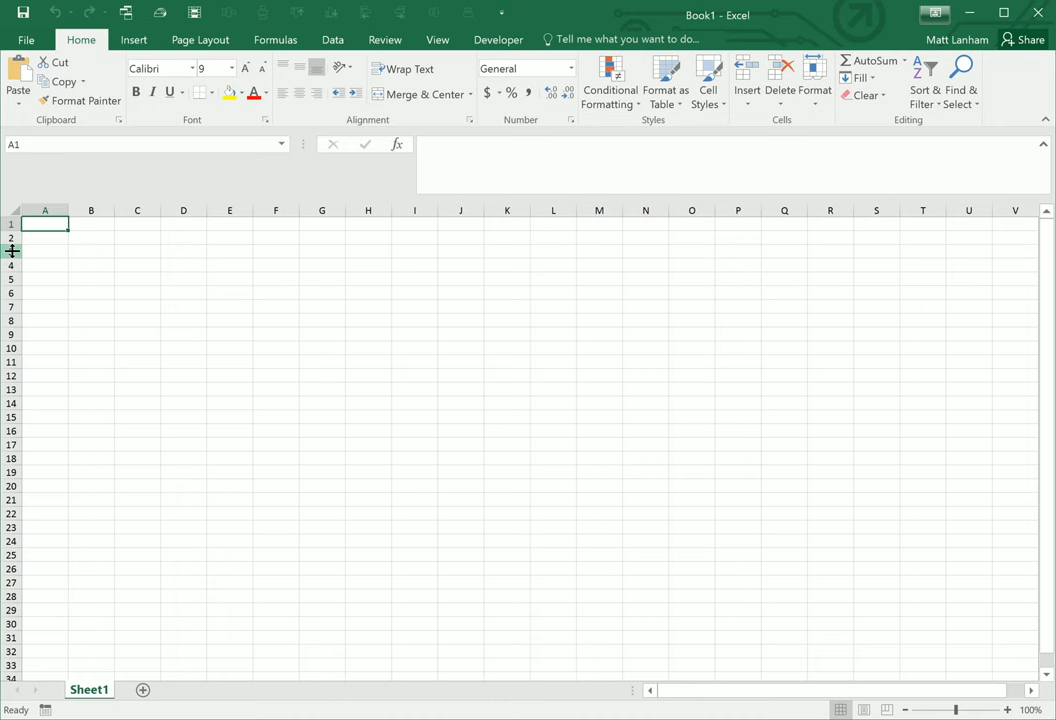 Book1 - Excel
File Home Insert Page Layout Formulas Data Review View Developer Tell me what you want to do... Matt Lanham Share
Paste
Cut
Copy
Format Painter
Clipboard
Calibri 9
A A
B I U A
Font
Wrap Text
Merge & Center
Alignment
General
$ % , .0 .00 .00 .0
Number
Conditional Formatting
Format as Table
Cell Styles
Styles
Insert Delete Format
Cells
AutoSum
Fill
Clear
Sort & Filter
Find & Select
Editing
A1 fx
A B C D E F G H I J K L M N O P Q R S T U V
1
2
4
5
6
7
8
9
10
11
12
13
14
15
16
17
18
19
20
21
22
23
24
25
26
27
28
29
30
31
32
33
34
Sheet1
Ready 100%